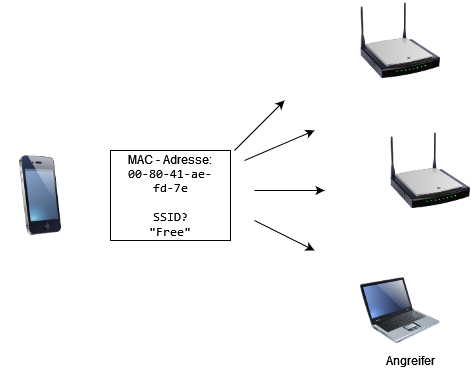 MAC - Adresse:
00-80-41-ae-
fd-7e
SSID?
"Free"
Angreifer